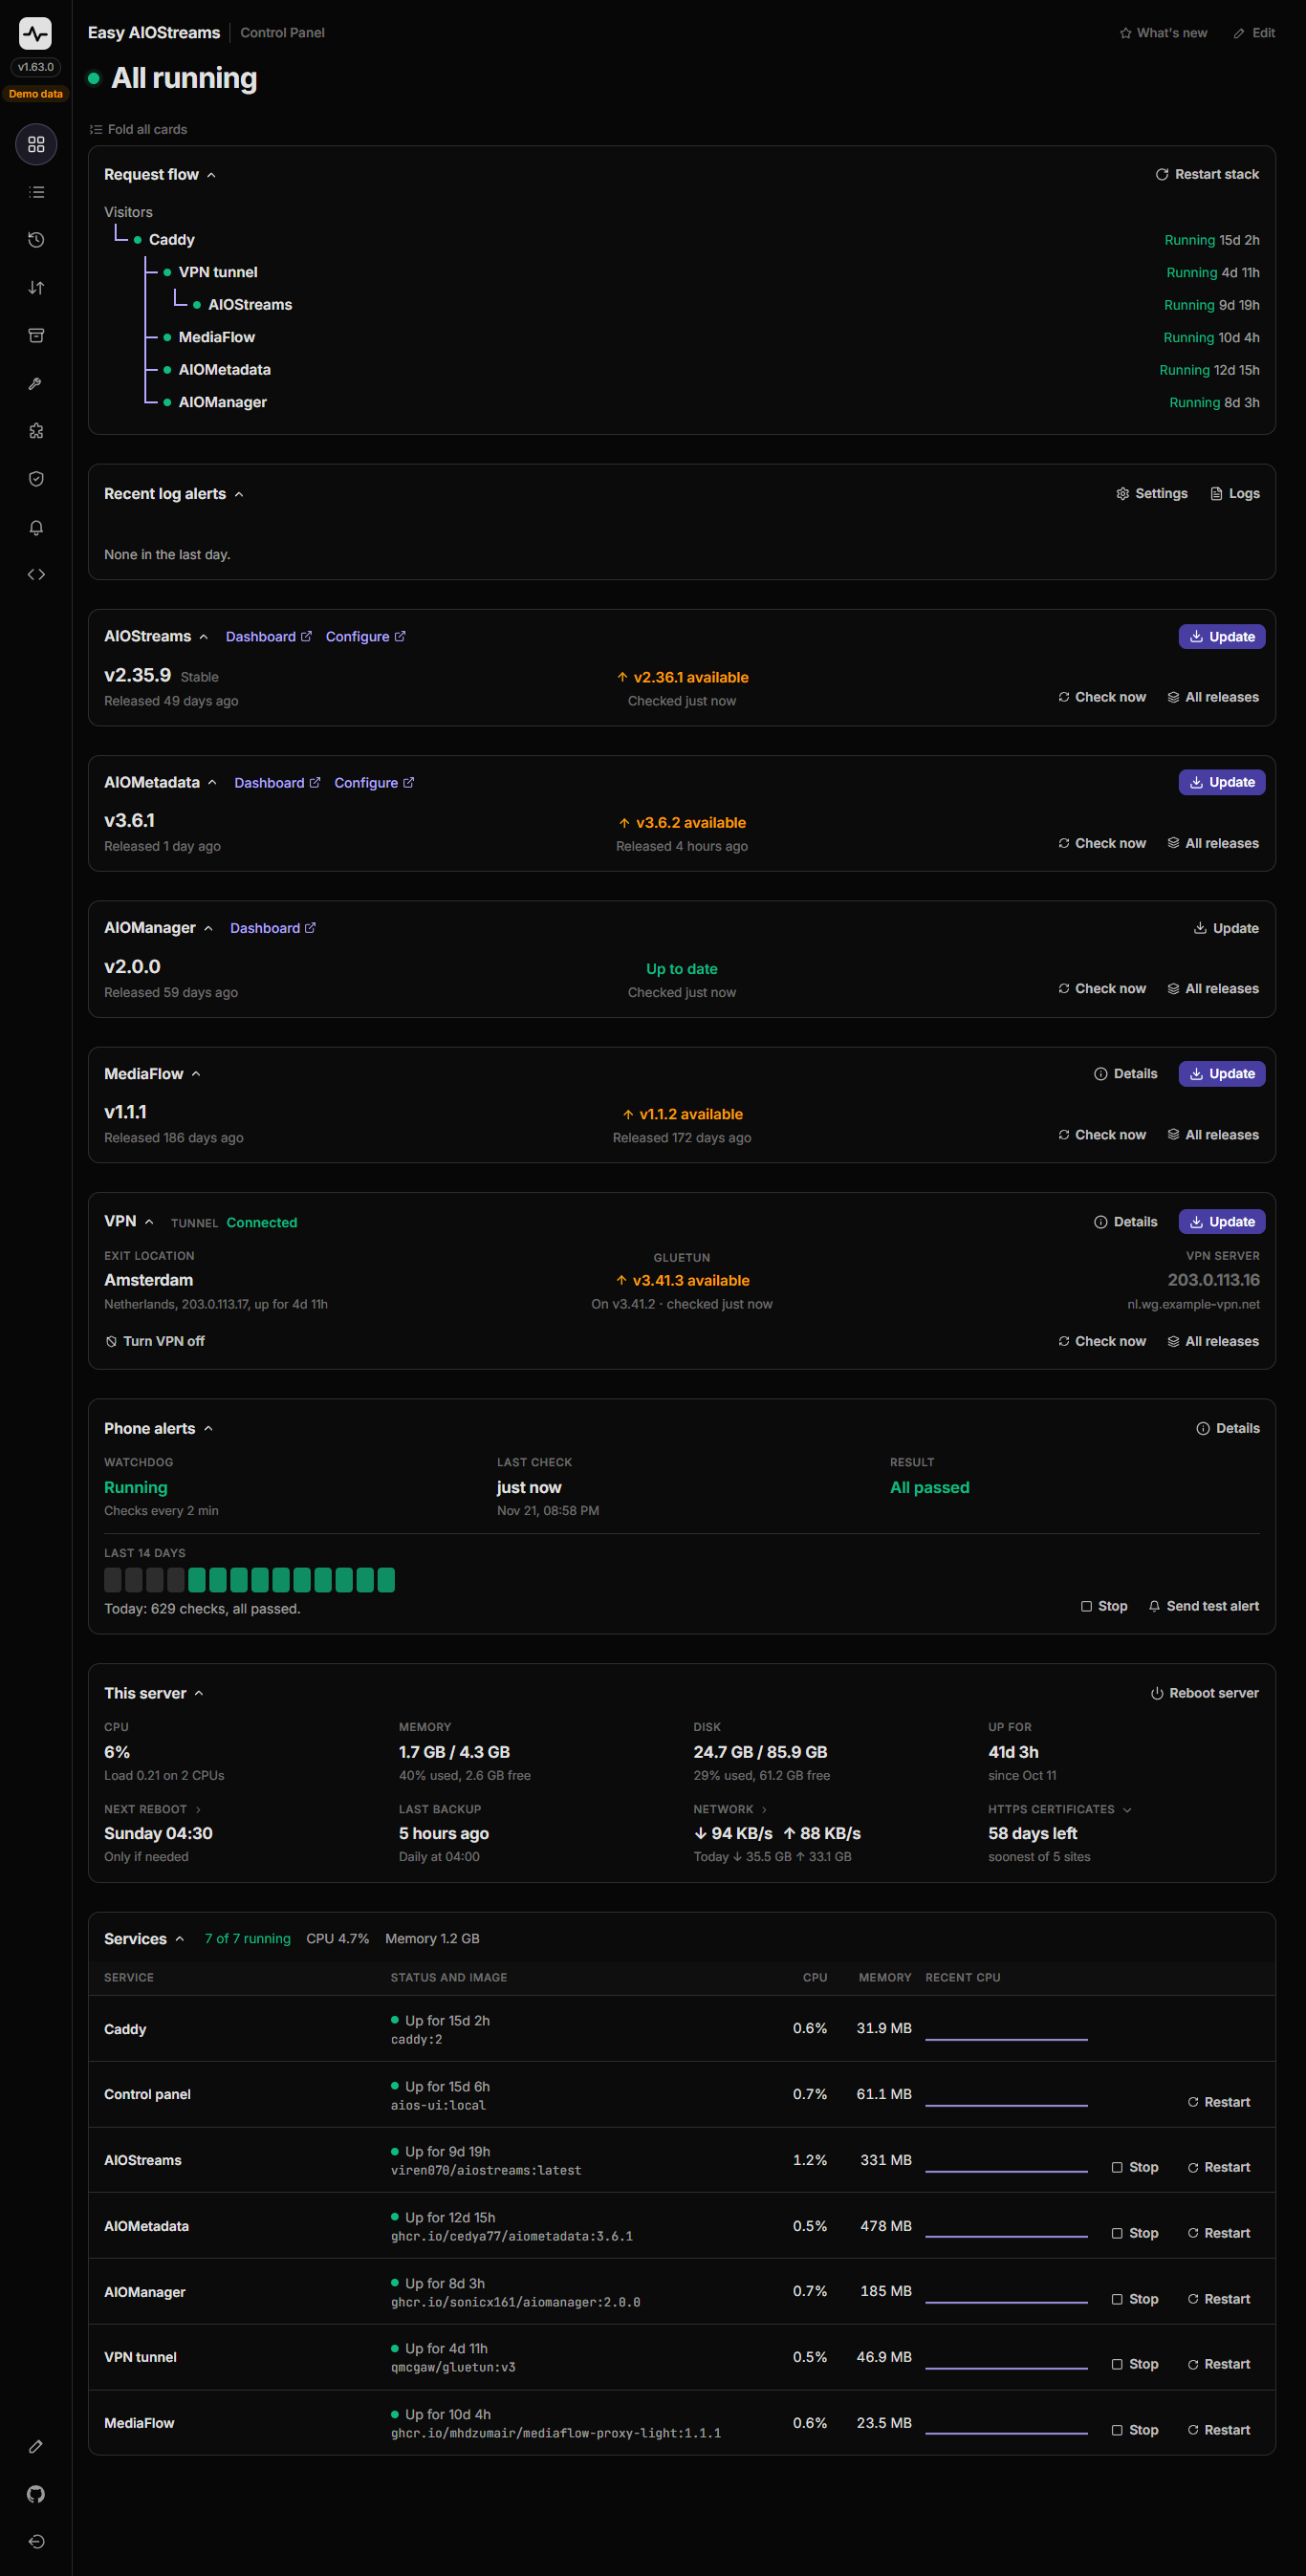 Easy AIOStreams
Control Panel
What's new
Edit
v1.63.0
Demo data
All running
Fold all cards
Request flow
Restart stack
Visitors
Caddy
Running 15d 2h
VPN tunnel
Running 4d 11h
AIOStreams
Running 9d 19h
MediaFlow
Running 10d 4h
AIOMetadata
Running 12d 15h
AIOManager
Running 8d 3h
Recent log alerts
Settings
Logs
None in the last day.
AIOStreams
Dashboard
Configure
Update
v2.35.9 Stable
v2.36.1 available
Released 49 days ago
Checked just now
Check now
All releases
AIOMetadata
Dashboard
Configure
Update
v3.6.1
v3.6.2 available
Released 1 day ago
Released 4 hours ago
Check now
All releases
AIOManager
Dashboard
Update
v2.0.0
Up to date
Released 59 days ago
Checked just now
Check now
All releases
MediaFlow
Details
Update
v1.1.1
v1.1.2 available
Released 186 days ago
Released 172 days ago
Check now
All releases
VPN
TUNNEL Connected
Details
Update
EXIT LOCATION
GLUETUN
VPN SERVER
Amsterdam
v3.41.3 available
203.0.113.16
Netherlands, 203.0.113.17, up for 4d 11h
On v3.41.2 · checked just now
nl.wg.example-vpn.net
Turn VPN off
Check now
All releases
Phone alerts
Details
WATCHDOG
LAST CHECK
RESULT
Running
just now
All passed
Checks every 2 min
Nov 21, 08:58 PM
LAST 14 DAYS
Today: 629 checks, all passed.
Stop
Send test alert
This server
Reboot server
CPU
MEMORY
DISK
UP FOR
6%
1.7 GB / 4.3 GB
24.7 GB / 85.9 GB
41d 3h
Load 0.21 on 2 CPUs
40% used, 2.6 GB free
29% used, 61.2 GB free
since Oct 11
NEXT REBOOT
LAST BACKUP
NETWORK
HTTPS CERTIFICATES
Sunday 04:30
5 hours ago
↓ 94 KB/s ↑ 88 KB/s
58 days left
Only if needed
Daily at 04:00
Today ↓ 35.5 GB ↑ 33.1 GB
soonest of 5 sites
Services
7 of 7 running
CPU 4.7%
Memory 1.2 GB
SERVICE
STATUS AND IMAGE
CPU
MEMORY
RECENT CPU
Caddy
Up for 15d 2h
caddy:2
0.6%
31.9 MB
Control panel
Up for 15d 6h
aios-ui:local
0.7%
61.1 MB
Restart
AIOStreams
Up for 9d 19h
viren070/aiostreams:latest
1.2%
331 MB
Stop
Restart
AIOMetadata
Up for 12d 15h
ghcr.io/cedya77/aiometadata:3.6.1
0.5%
478 MB
Stop
Restart
AIOManager
Up for 8d 3h
ghcr.io/sonicx161/aiomanager:2.0.0
0.7%
185 MB
Stop
Restart
VPN tunnel
Up for 4d 11h
qmcgaw/gluetun:v3
0.5%
46.9 MB
Stop
Restart
MediaFlow
Up for 10d 4h
ghcr.io/mhdzumair/mediaflow-proxy-light:1.1.1
0.6%
23.5 MB
Stop
Restart